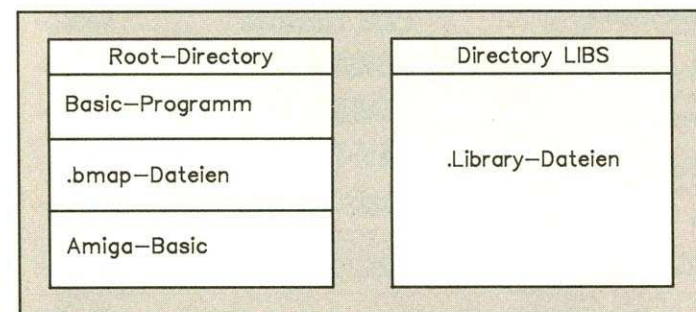 Root-Directory
Basic-Programm
.bmap-Dateien
Amiga-Basic
Directory LIBS
.Library-Dateien